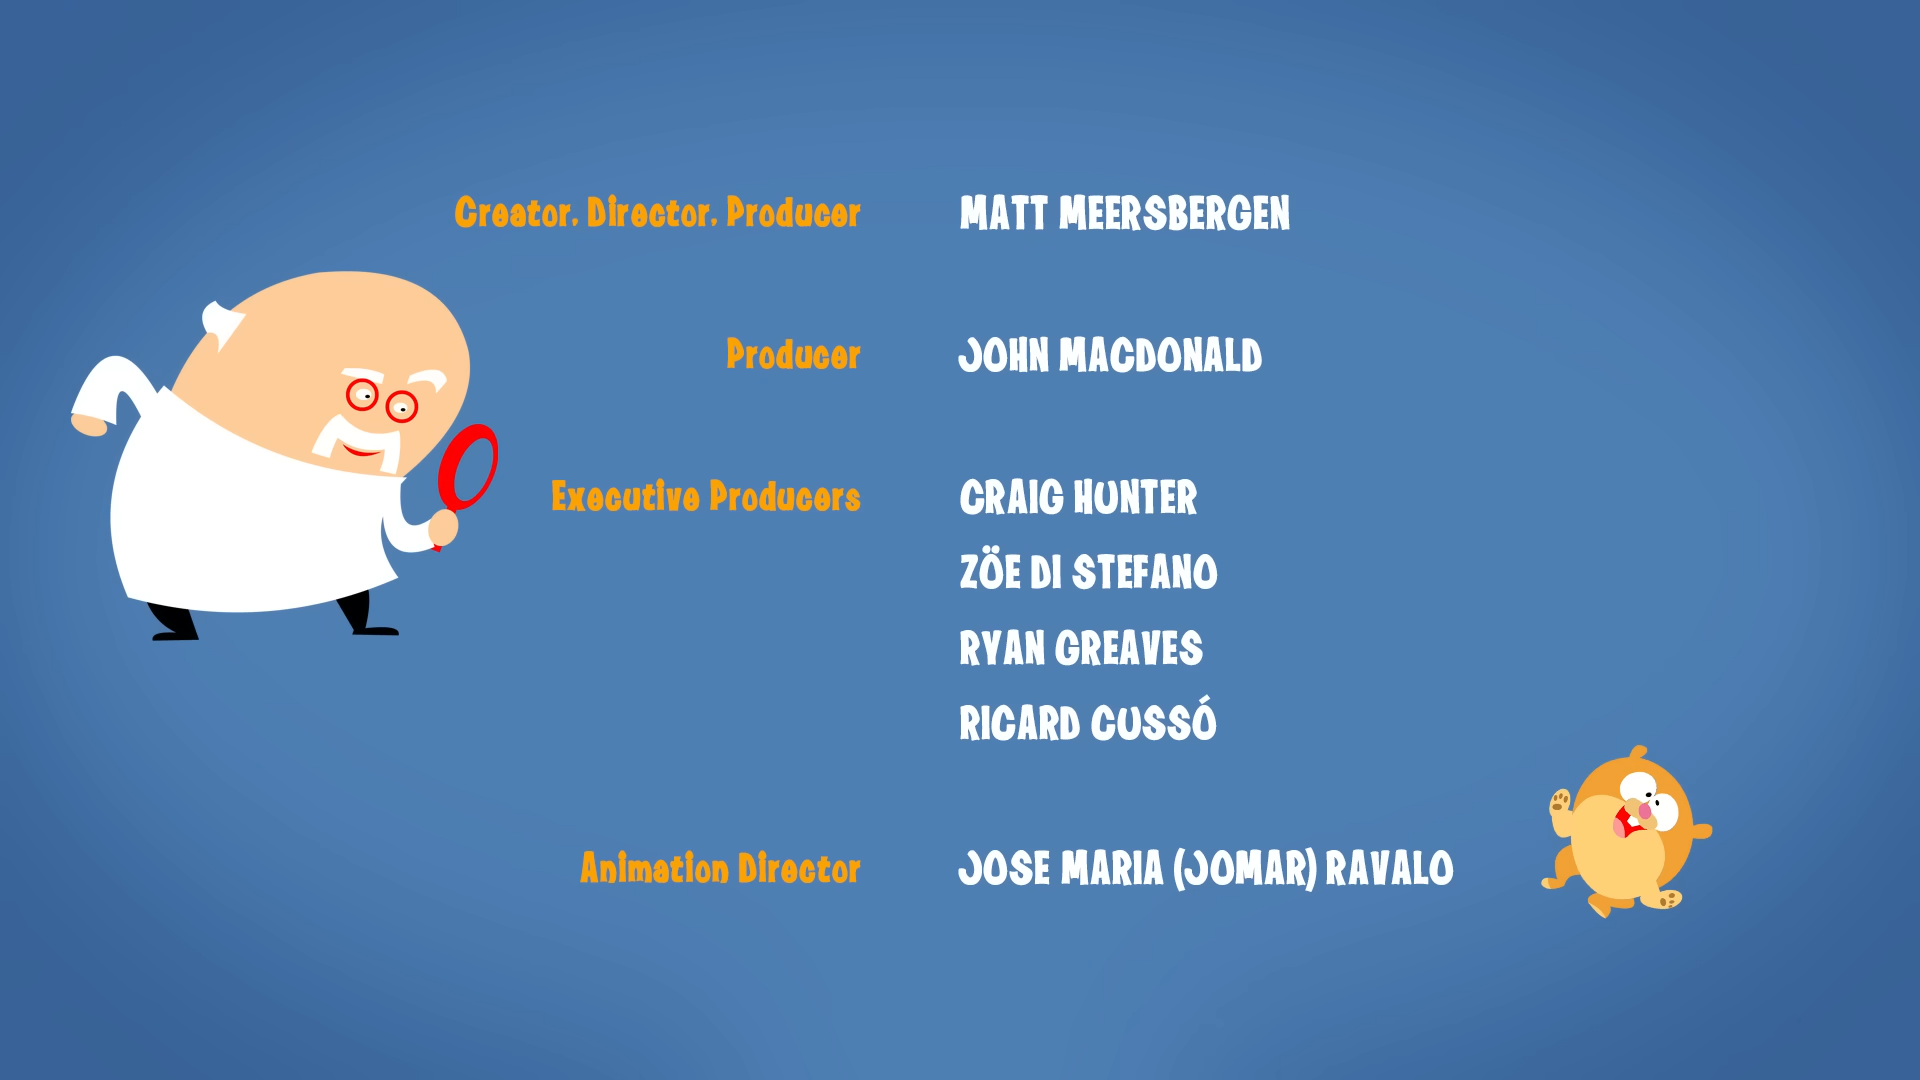 Creator, Director, Producer MATT MEERSBERGEN
Producer JOHN MACDONALD
Executive Producers CRAIG HUNTER
ZÖE DI STEFANO
RYAN GREAVES
RICARD CUSSÓ
Animation Director JOSE MARIA (JOMAR) RAVALO